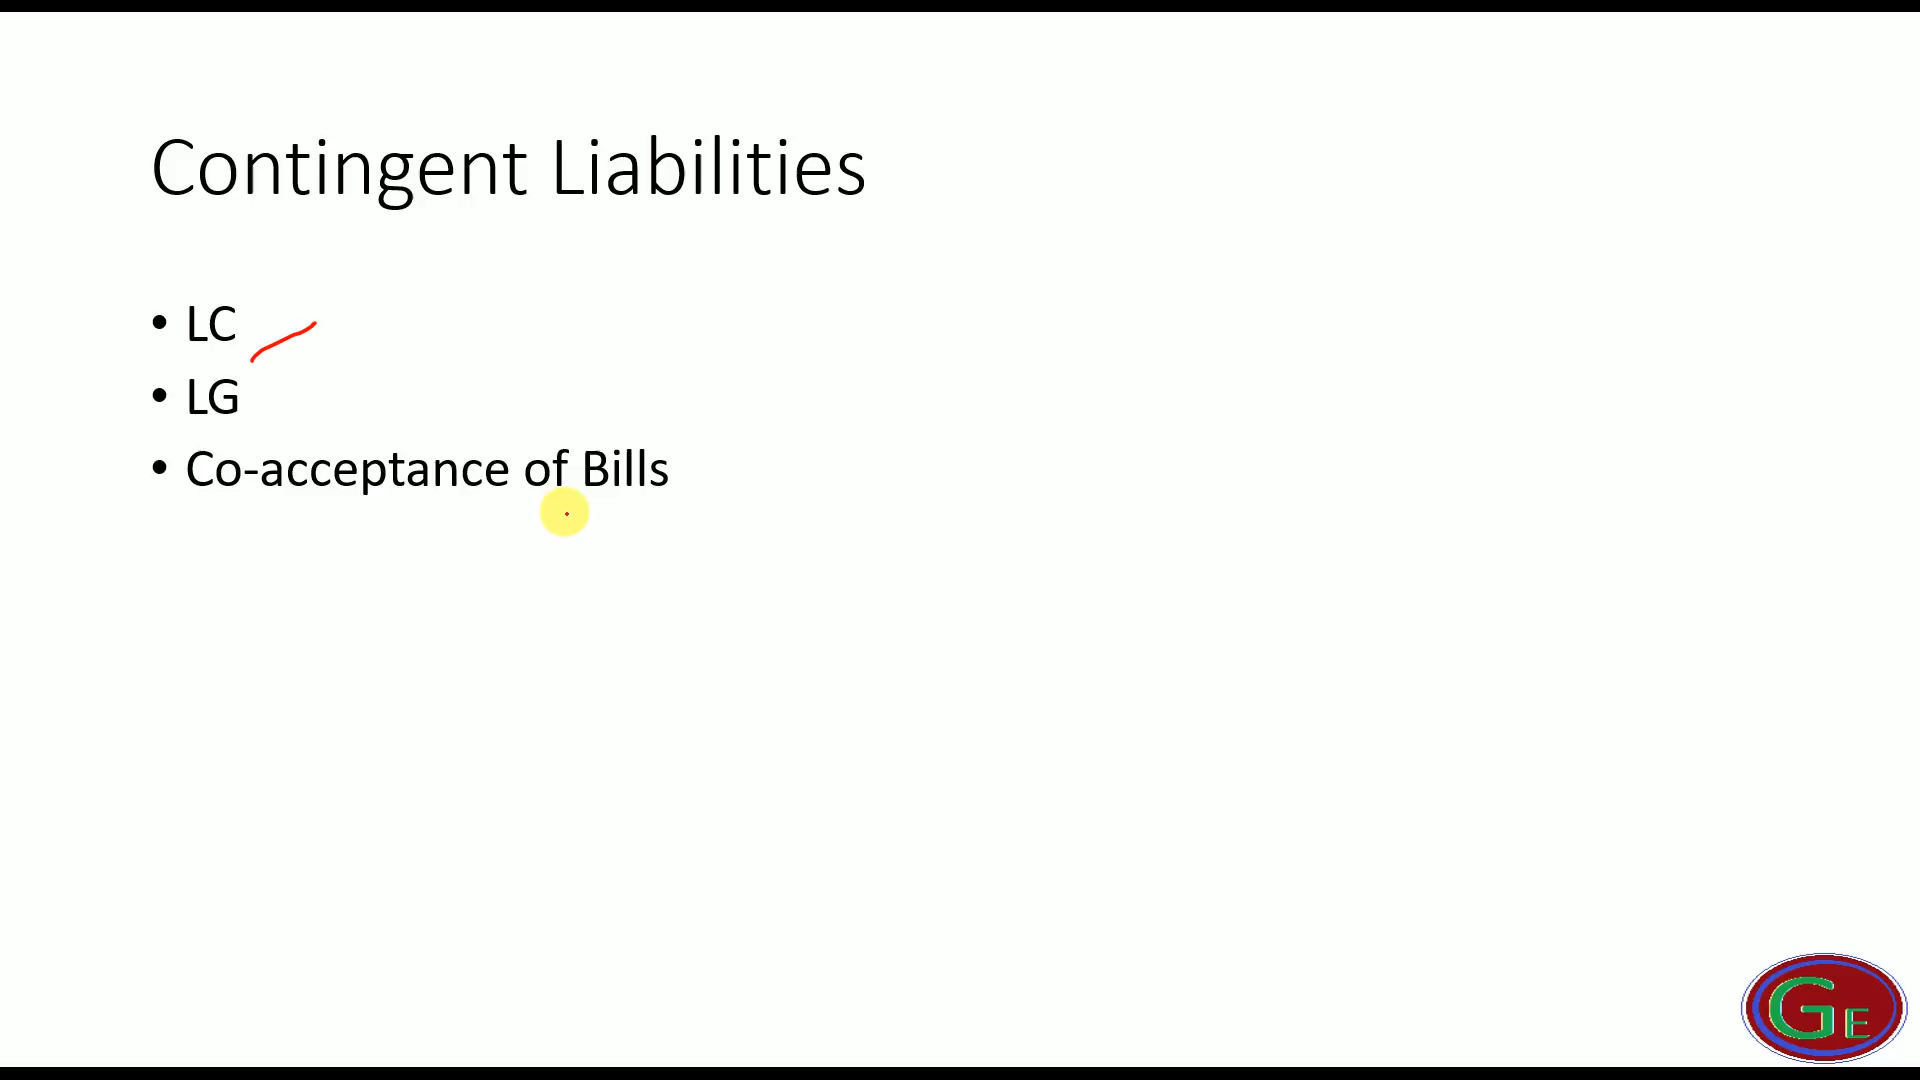 Contingent Liabilities
• LC
• LG
• Co-acceptance of Bills
GE